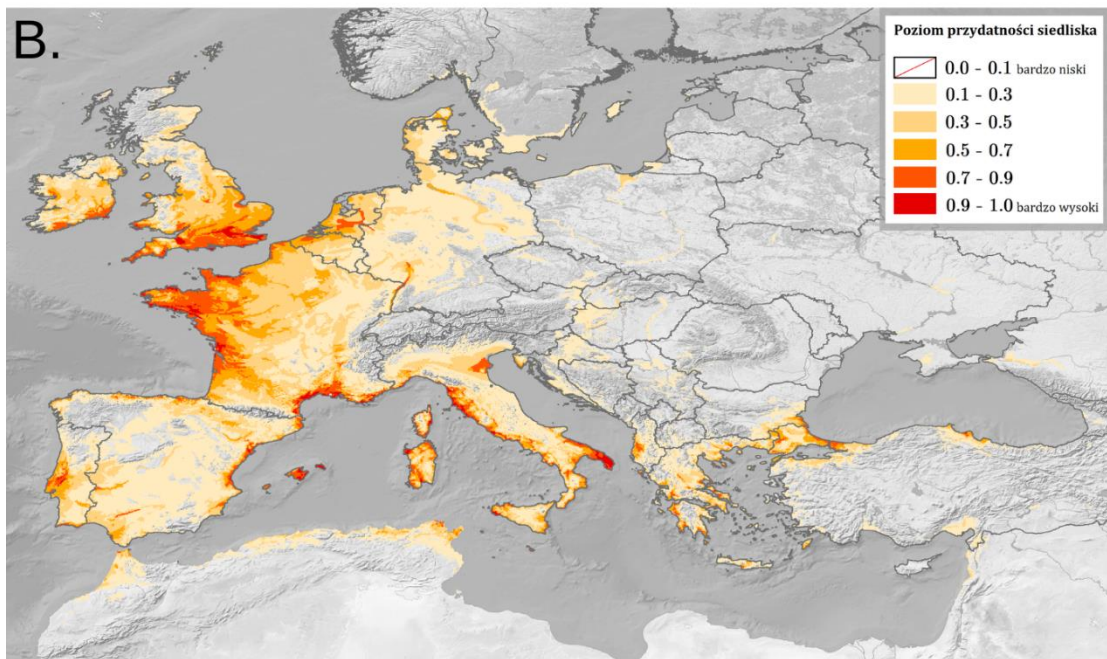 B.
Poziom przydatności siedliska
0.0 - 0.1 bardzo niski
0.1 - 0.3
0.3 - 0.5
0.5 - 0.7
0.7 - 0.9
0.9 - 1.0 bardzo wysoki